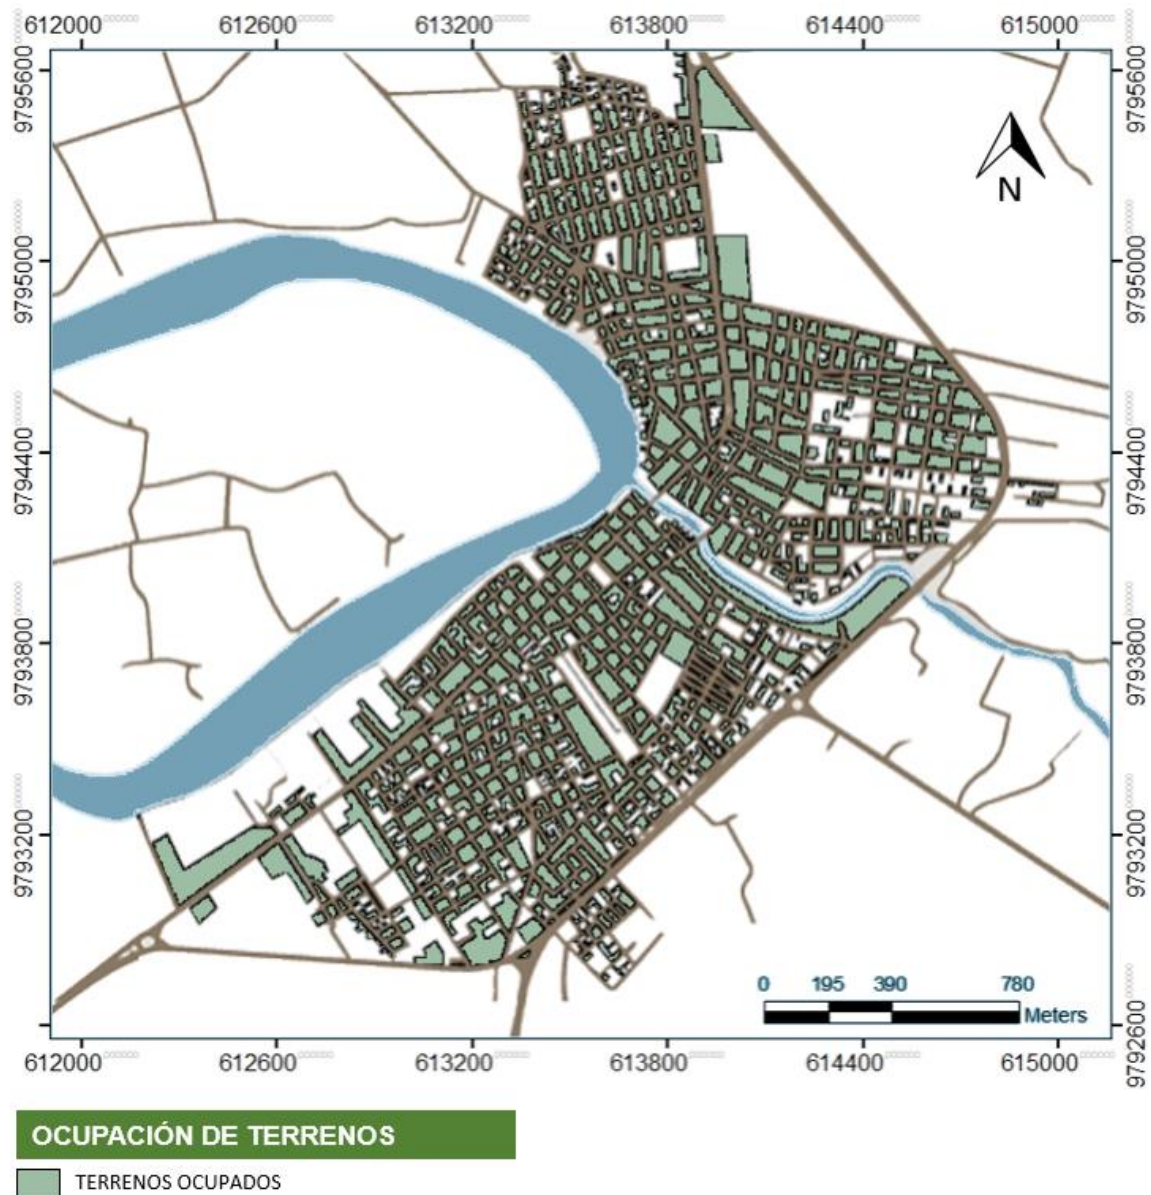 612000 612600 613200 613800 614400 615000
9795600 9795600
N
9795000 9795000
9794400 9794400
9793800 9793800
9793200 9793200
0 195 390 780
Meters
9792600
612000 612600 613200 613800 614400 615000
OCUPACIÓN DE TERRENOS
TERRENOS OCUPADOS